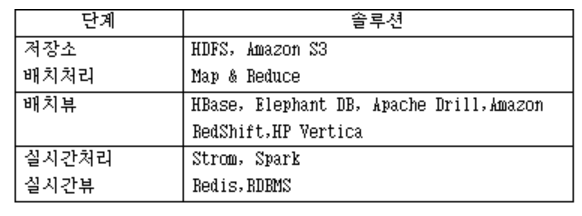 단계 솔루션
저장소 HDFS, Amazon S3
배치처리 Map & Reduce
배치뷰 HBase, Elephant DB, Apache Drill,Amazon
RedShift,HP Vertica
실시간처리 Strom, Spark
실시간뷰 Redis,RDBMS